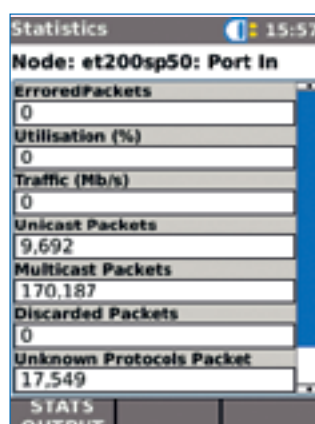 Statistics 15:57
Node: et200sp50: Port In
ErroredPackets
0
Utilisation (%)
0
Traffic (Mb/s)
0
Unicast Packets
9,692
Multicast Packets
170,187
Discarded Packets
0
Unknown Protocols Packet
17,549
STATS
OUTPUT